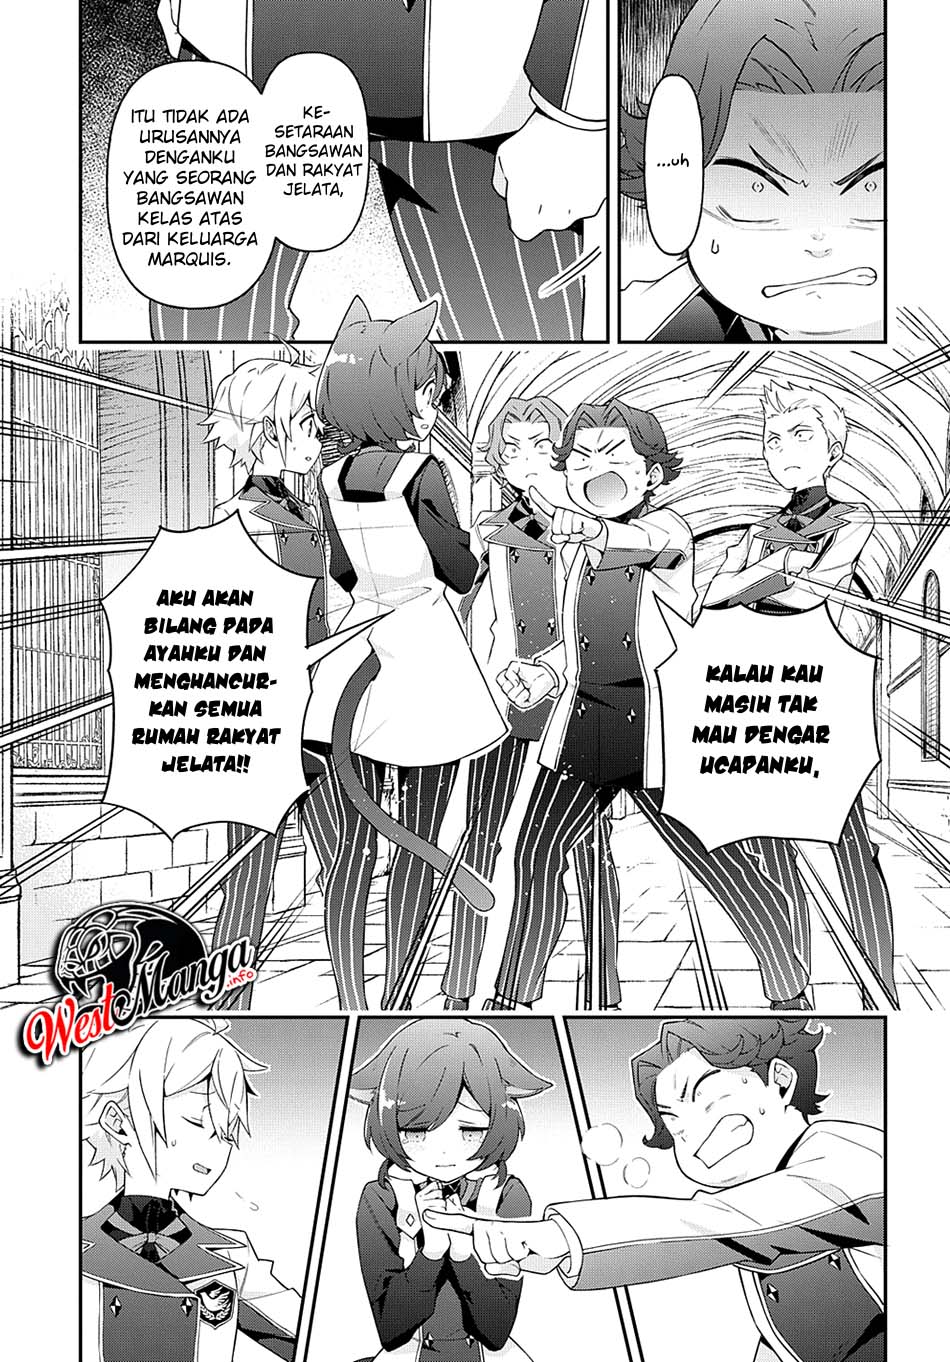 ...uh
KE-
SETARAAN
BANGSAWAN
DAN RAKYAT
JELATA,
ITU TIDAK ADA
URUSANNYA
DENGANKU
YANG SEORANG
BANGSAWAN
KELAS ATAS
DARI KELUARGA
MARQUIS.
KALAU KAU
MASIH TAK
MAU DENGAR
UCAPANKU,
AKU AKAN
BILANG PADA
AYAHKU DAN
MENGHANCUR-
KAN SEMUA
RUMAH RAKYAT
JELATA!!
WestManga
.info